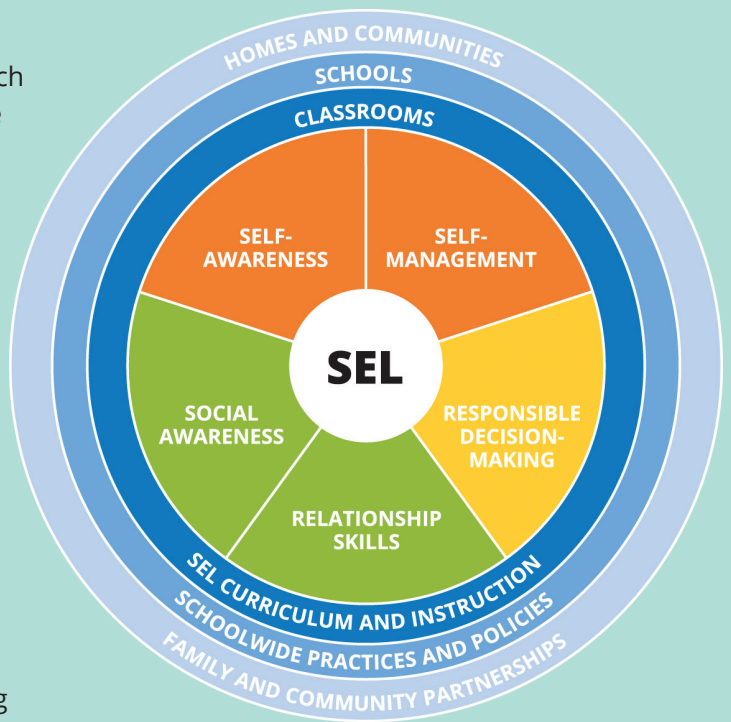 HOMES AND COMMUNITIES
SCHOOLS
CLASSROOMS
SELF-
AWARENESS
SELF-
MANAGEMENT
SEL
SOCIAL
AWARENESS
RESPONSIBLE
DECISION-
MAKING
RELATIONSHIP
SKILLS
SEL CURRICULUM AND INSTRUCTION
SCHOOLWIDE PRACTICES AND POLICIES
FAMILY AND COMMUNITY PARTNERSHIPS